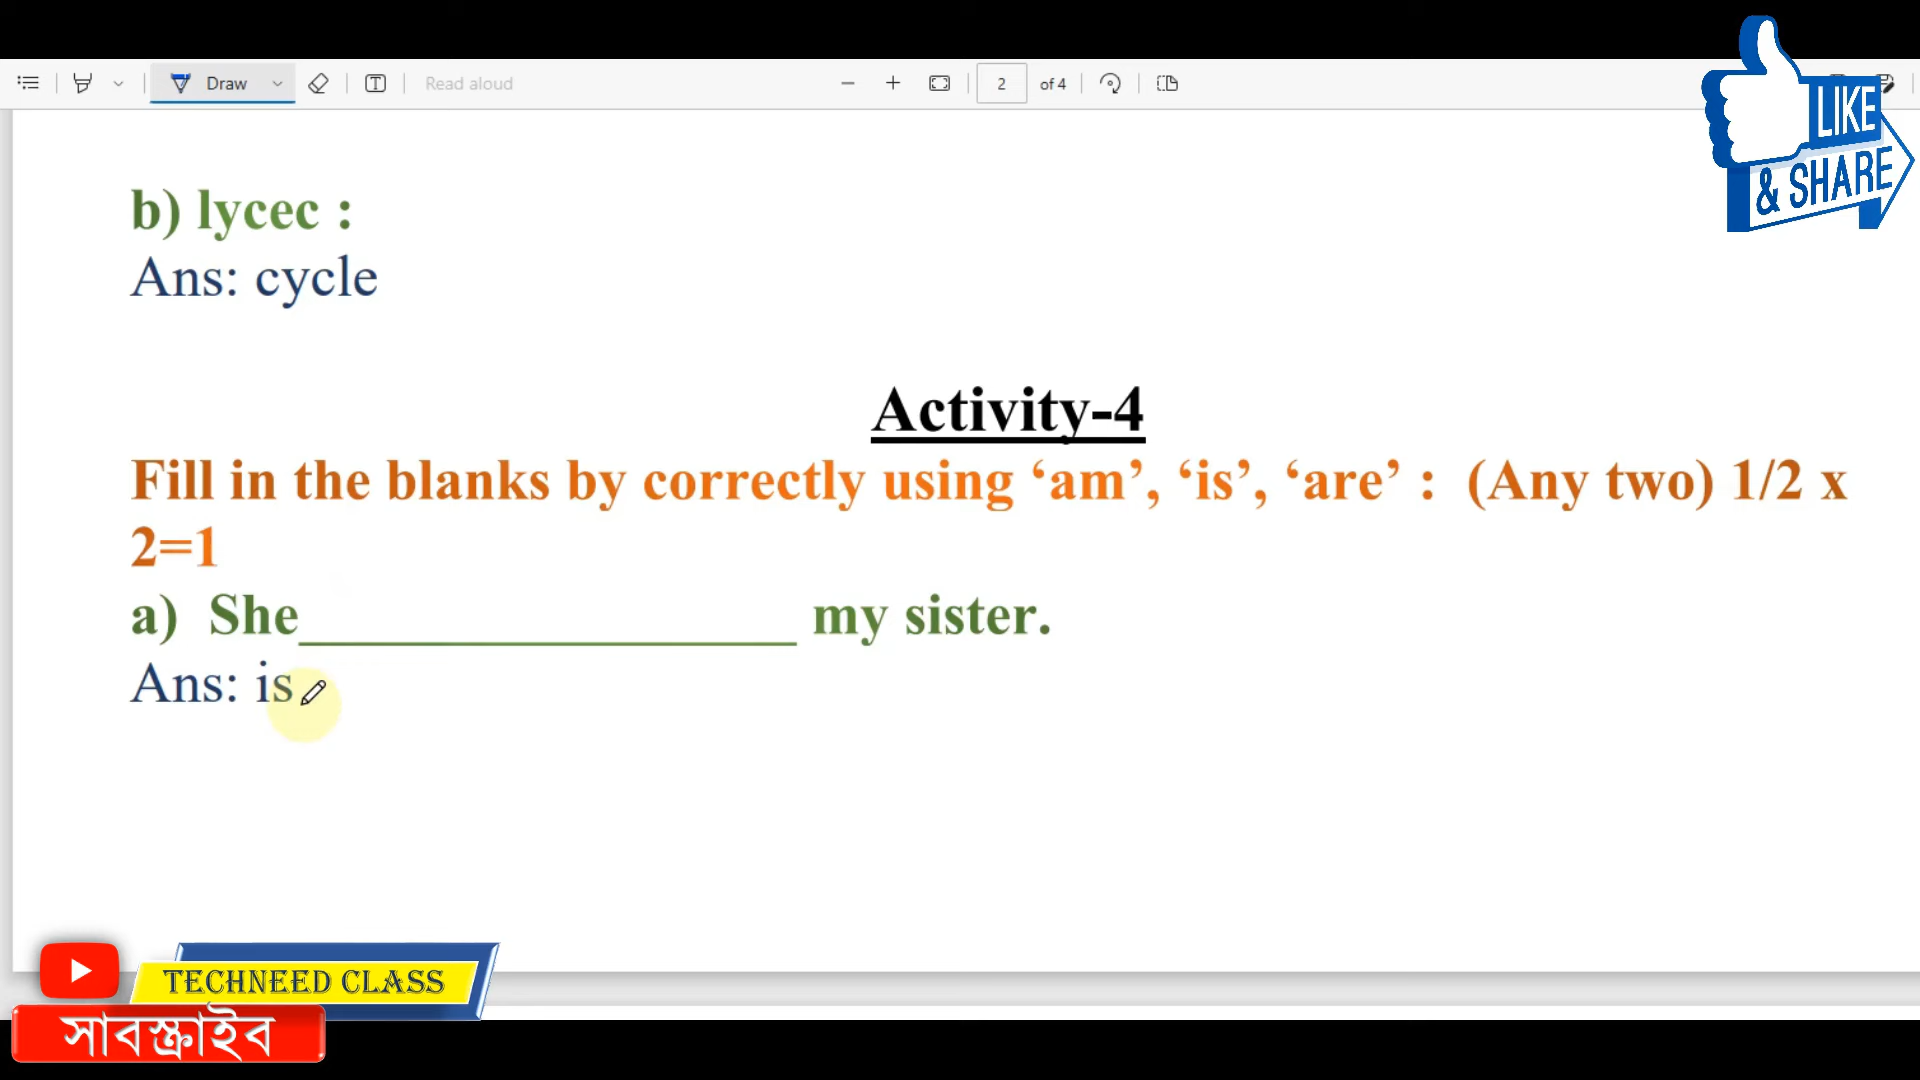 Draw
Read aloud
2 of 4
LIKE
& SHARE
b) lycec :
Ans: cycle
Activity-4
Fill in the blanks by correctly using ‘am’, ‘is’, ‘are’ : (Any two) 1/2 x
2=1
a) She_________________ my sister.
Ans: is
TECHNEED CLASS
সাবস্ক্রাইব